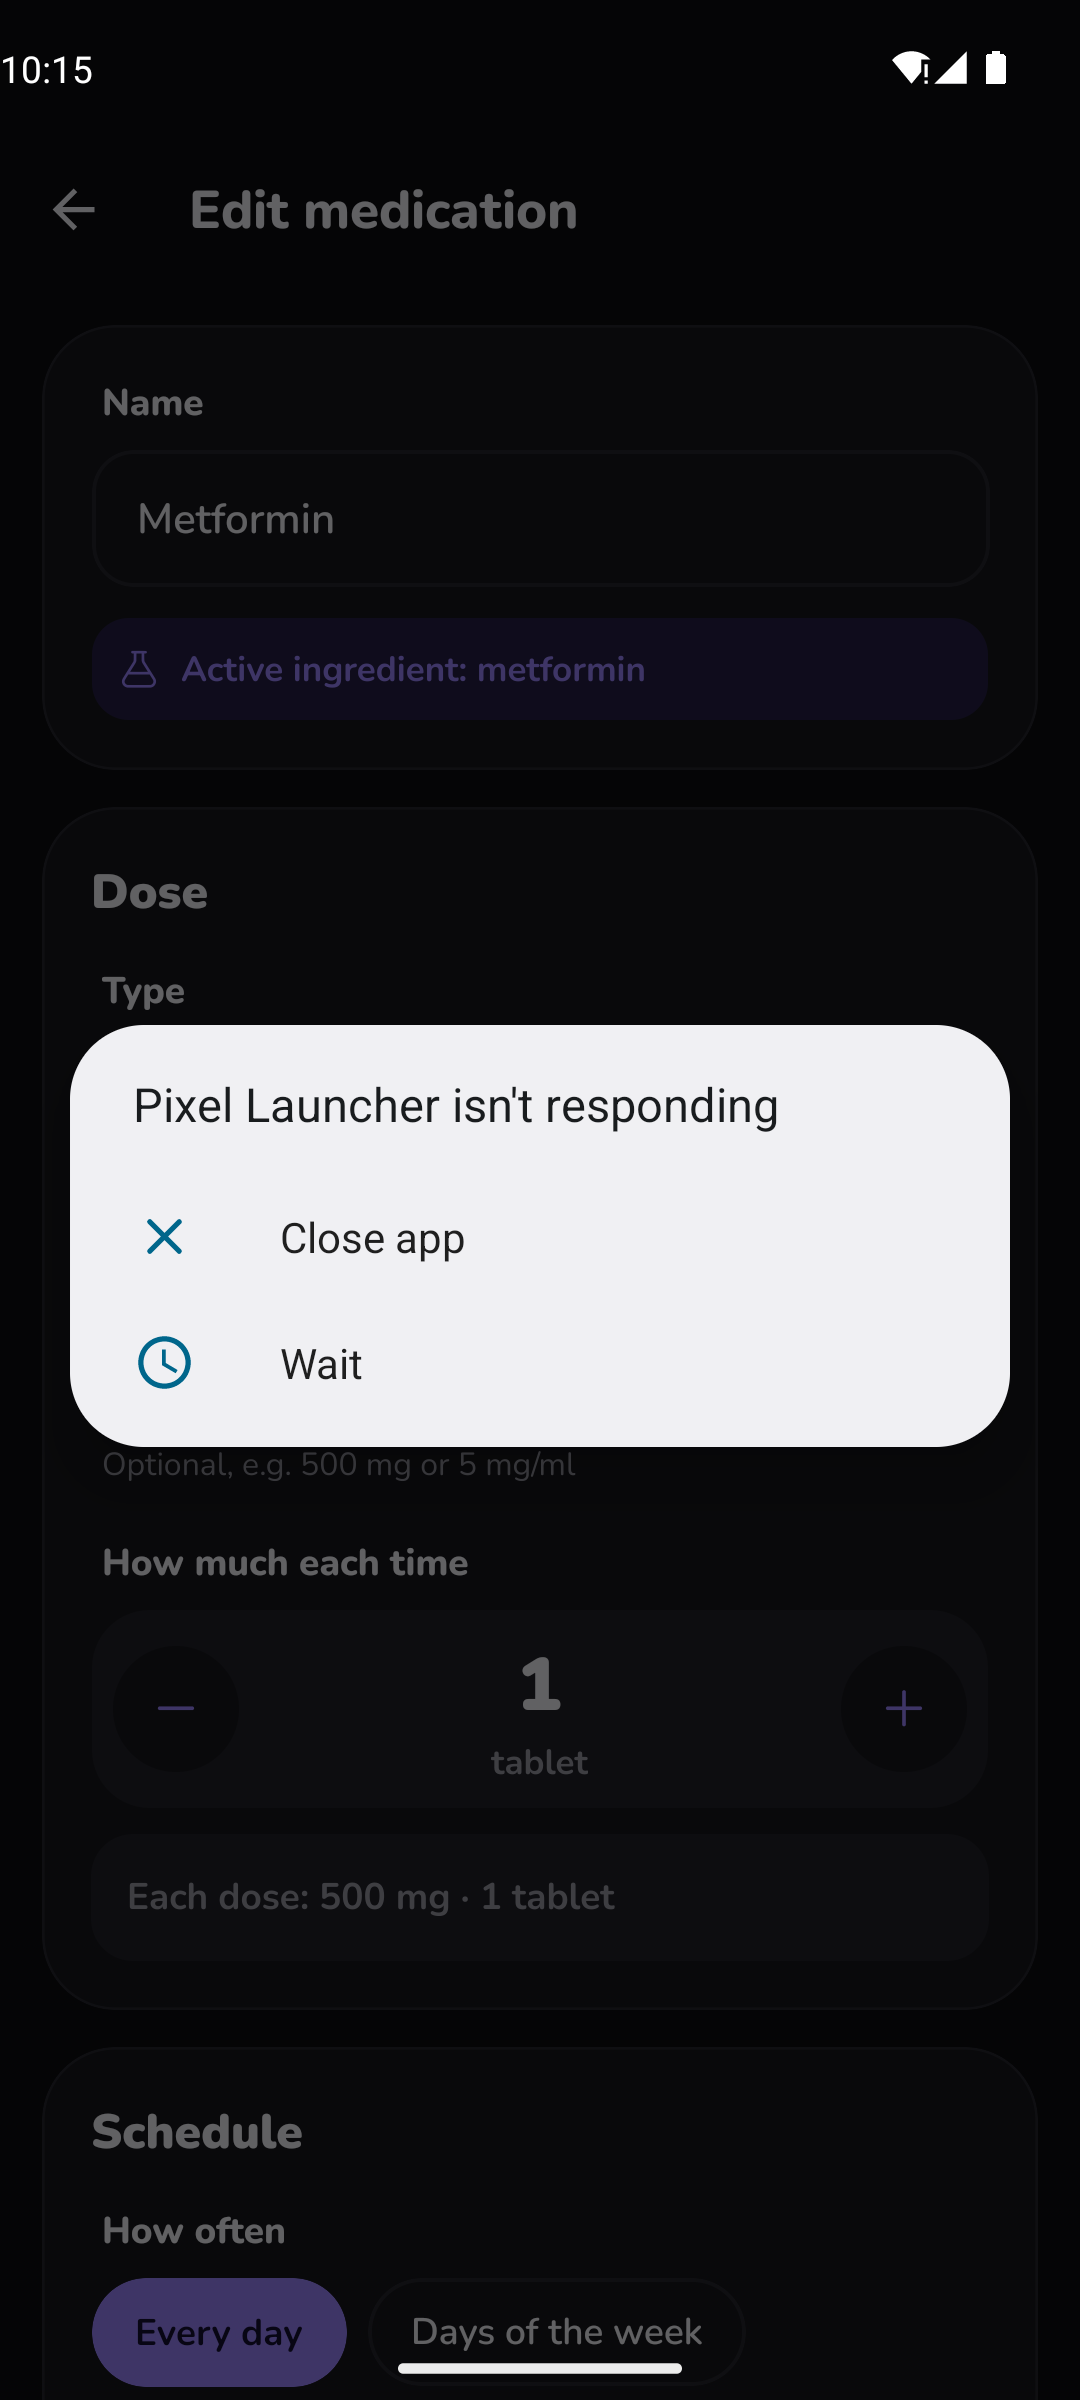 10:15
Edit medication
Name
Metformin
Active ingredient: metformin
Dose
Type
Pixel Launcher isn't responding
Close app
Wait
Optional, e.g. 500 mg or 5 mg/ml
How much each time
1
tablet
Each dose: 500 mg · 1 tablet
Schedule
How often
Every day
Days of the week